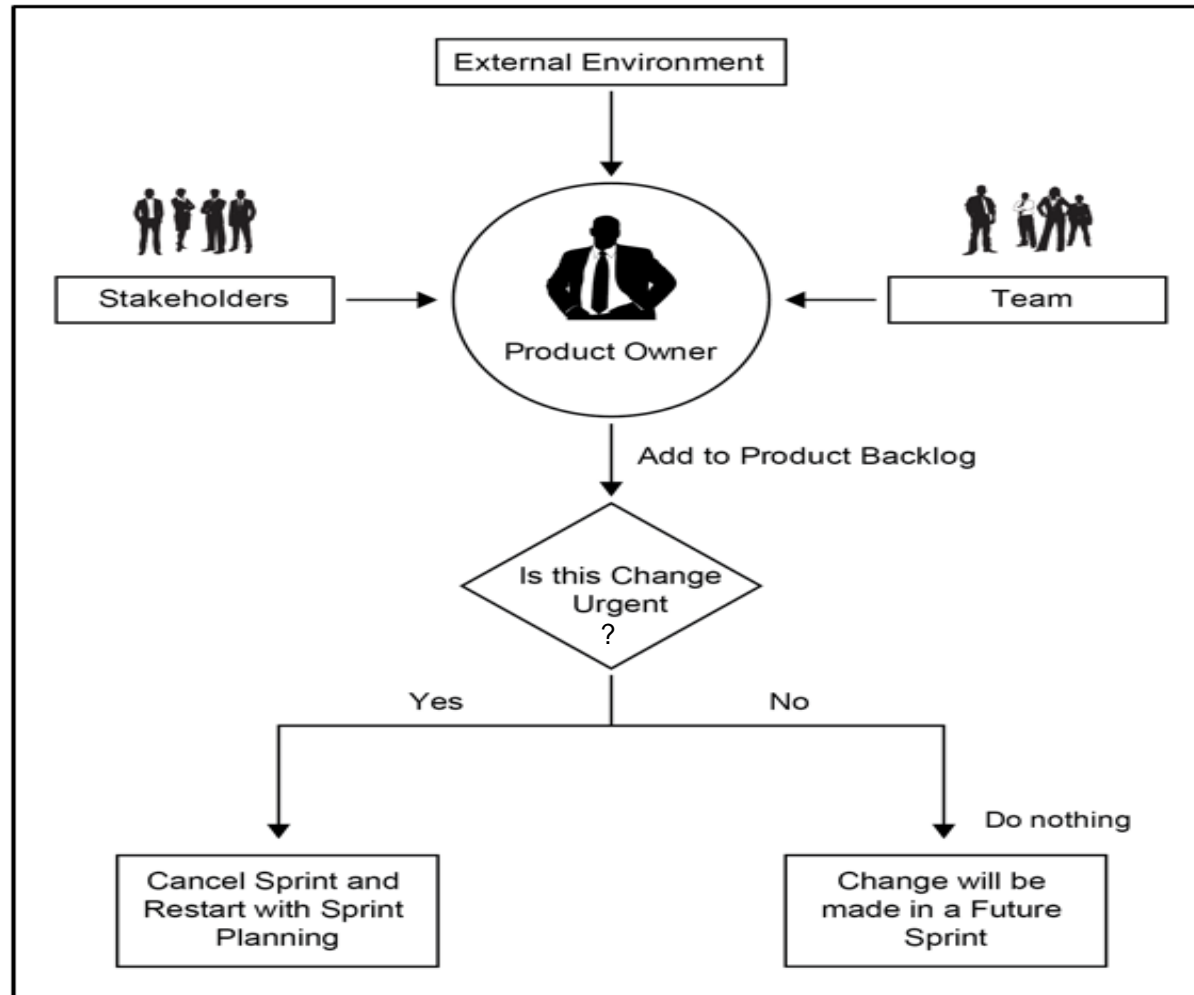 External Environment
Stakeholders
Team
Product Owner
Add to Product Backlog
Is this Change
Urgent
?
Yes
No
Do nothing
Cancel Sprint and
Restart with Sprint
Planning
Change will be
made in a Future
Sprint